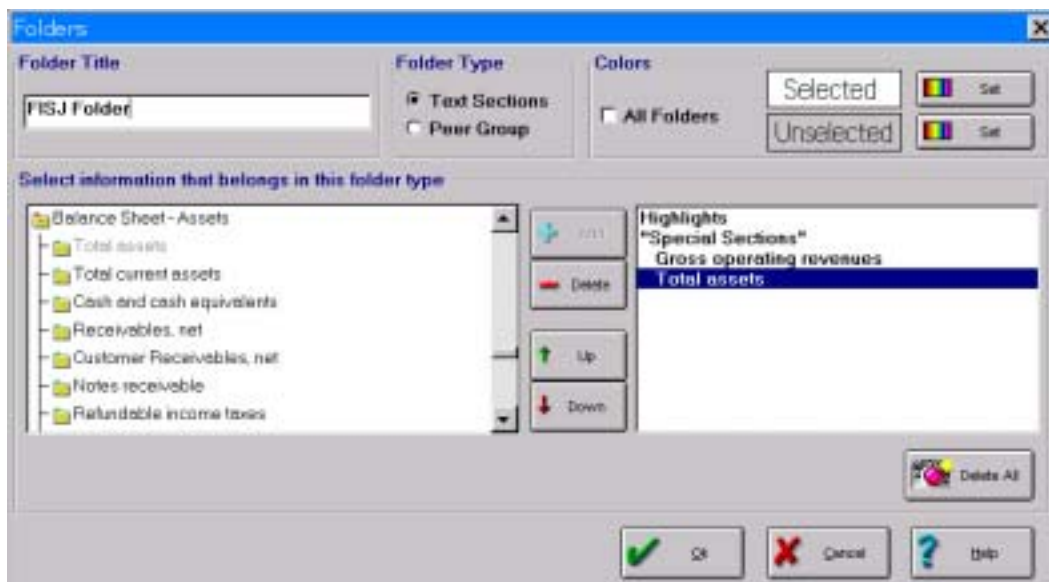 Folders
Folder Title
FISJ Folder
Folder Type
Text Sections
Peer Group
Colors
All Folders
Selected
Set
Unselected
Set
Select information that belongs in this folder type
Balance Sheet - Assets
Total assets
Total current assets
Cash and cash equivalents
Receivables, net
Customer Receivables, net
Notes receivable
Refundable income taxes
Add
Delete
Up
Down
Highlights
"Special Sections"
Gross operating revenues
Total assets
Delete All
Ok
Cancel
Help